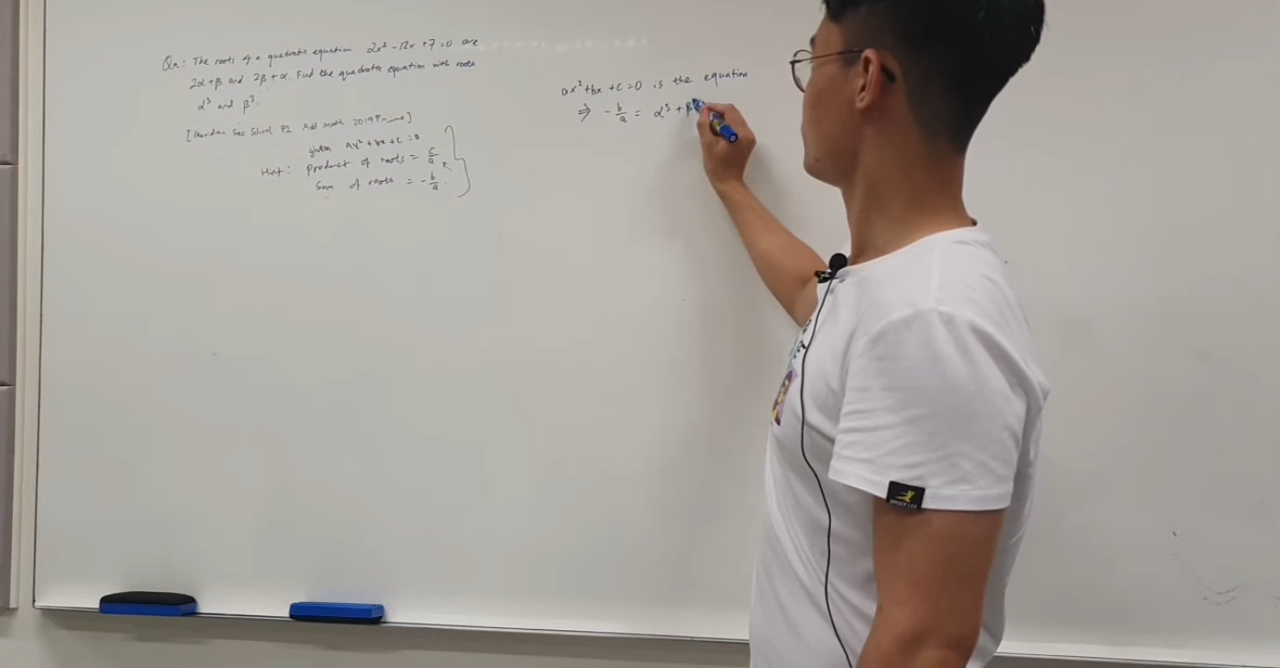 Qn: The roots of a quadratic equation 2x² - 12x + 7 = 0 are
2α + β and 2β + α. Find the quadratic equation with roots
α³ and β³.
Sec School P1 Add Math 2019 Prelims]
given ax² + bx + c = 0
Hint: product of roots = c/a
Sum of roots = -b/a
ax² + bx + c = 0 is the equation
⇒ -b/a = α³ + β